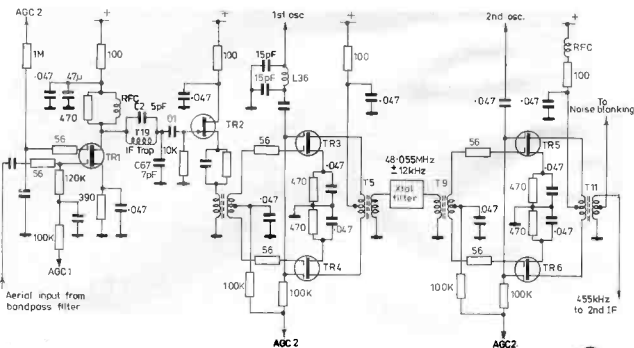 AGC 2
+
1M
100
·047
47µ
470
RFC
C2 5pF
T19
IF Trap
01
10K
C67
7pF
56
56
TR1
120K
390
·047
100K
AGC1
Aerial input from
bandpass filter
+
100
·047
TR2
1st osc
15pF
15pF
L36
+
100
·047
56
TR3
·047
470
·047
470
·047
56
TR4
100K
100K
AGC 2
T5
48·055MHz
± 12kHz
Xtal
filter
T9
2nd osc.
·047
+
RFC
100
·047
To
Noise blanking
56
TR5
·047
470
·047
470
·047
56
TR6
100K
100K
AGC2
T11
455kHz
to 2nd IF